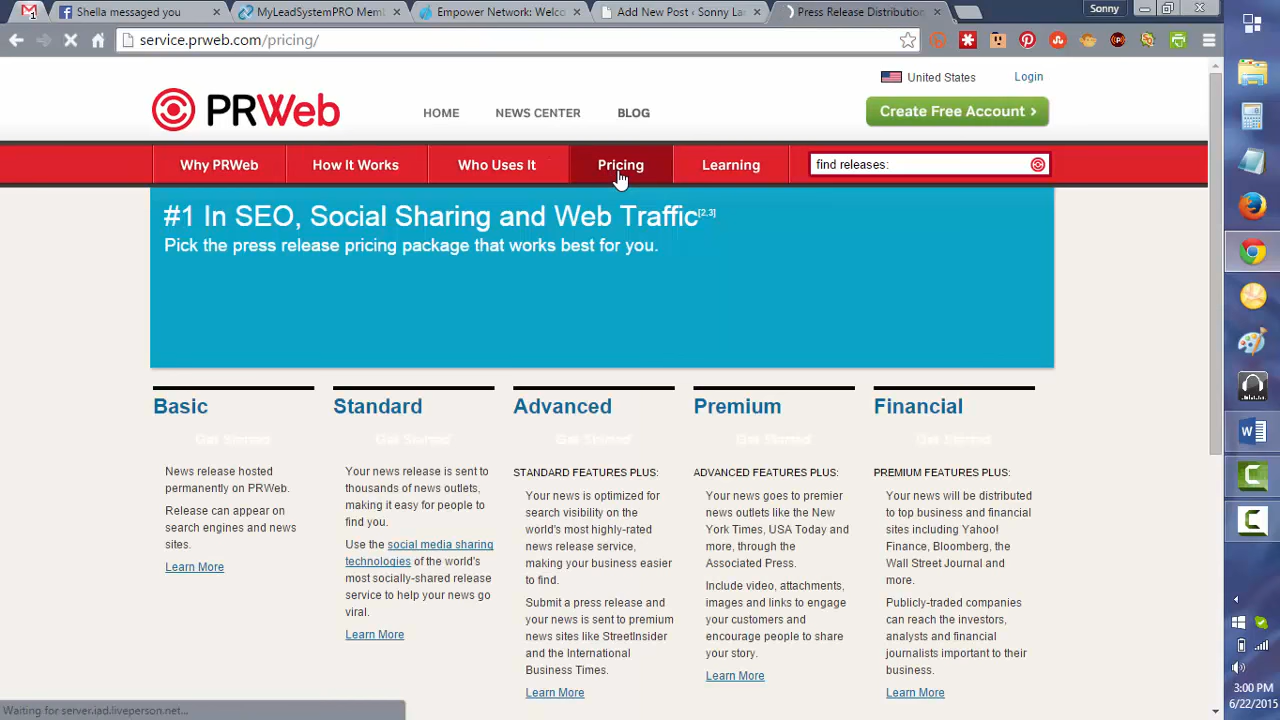 Shella messaged you
MyLeadSystemPRO Mem
Empower Network: Welco
Add New Post ‹ Sonny La
Press Release Distribution
Sonny
service.prweb.com/pricing/
United States
Login
PRWeb
HOME
NEWS CENTER
BLOG
Create Free Account ›
Why PRWeb
How It Works
Who Uses It
Pricing
Learning
find releases:
#1 In SEO, Social Sharing and Web Traffic[2,3]
Pick the press release pricing package that works best for you.
Basic
Get Started
News release hosted
permanently on PRWeb.
Release can appear on
search engines and news
sites.
Learn More
Standard
Get Started
Your news release is sent to
thousands of news outlets,
making it easy for people to
find you.
Use the social media sharing
technologies of the world's
most socially-shared release
service to help your news go
viral.
Learn More
Advanced
Get Started
STANDARD FEATURES PLUS:
Your news is optimized for
search visibility on the
world's most highly-rated
news release service,
making your business easier
to find.
Submit a press release and
your news is sent to premium
news sites like StreetInsider
and the International
Business Times.
Learn More
Premium
Get Started
ADVANCED FEATURES PLUS:
Your news goes to premier
news outlets like the New
York Times, USA Today and
more, through the
Associated Press.
Include video, attachments,
images and links to engage
your customers and
encourage people to share
your story.
Learn More
Financial
Get Started
PREMIUM FEATURES PLUS:
Your news will be distributed
to top business and financial
sites including Yahoo!
Finance, Bloomberg, the
Wall Street Journal and
more.
Publicly-traded companies
can reach the investors,
analysts and financial
journalists important to their
business.
Learn More
Waiting for server.iad.liveperson.net...
3:00 PM
6/22/2015